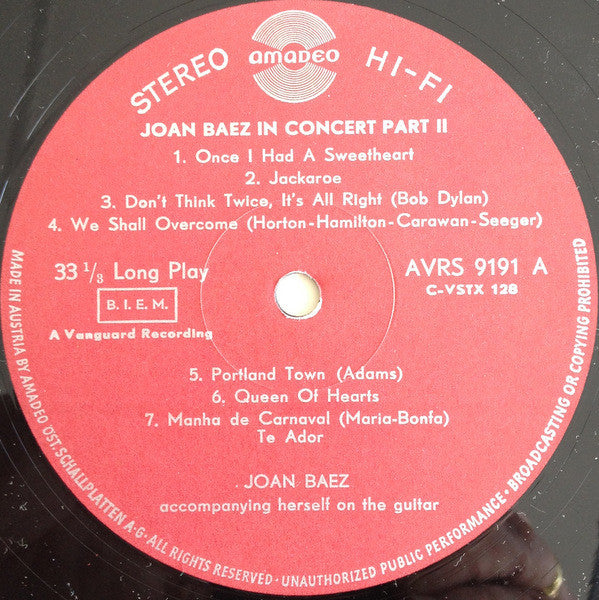 STEREO amadeo HI-FI
JOAN BAEZ IN CONCERT PART II
1. Once I Had A Sweetheart
2. Jackaroe
3. Don't Think Twice, It's All Right (Bob Dylan)
4. We Shall Overcome (Horton-Hamilton-Carawan-Seeger)
33 1/3 Long Play
B. I. E. M.
A Vanguard Recording
AVRS 9191 A
C-VSTX 128
5. Portland Town (Adams)
6. Queen Of Hearts
7. Manha de Carnaval (Maria-Bonfa)
Te Ador
JOAN BAEZ
accompanying herself on the guitar
MADE IN AUSTRIA BY AMADEO ÖST. SCHALLPLATTEN A·G· ALL RIGHTS RESERVED · UNAUTHORIZED PUBLIC PERFORMANCE · BROADCASTING OR COPYING PROHIBITED